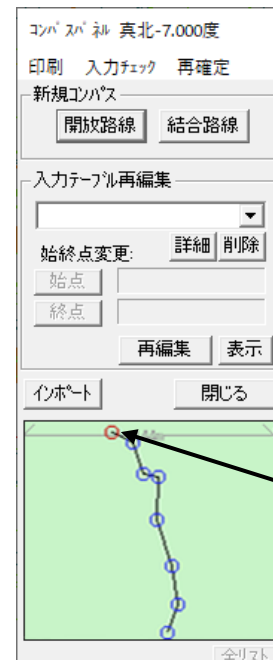 コンパスパネル 真北-7.000度
印刷 入力チェック 再確定
新規コンパス
開放路線 結合路線
入力テーブル再編集
始終点変更: 詳細 削除
始点
終点
再編集 表示
インポート 閉じる
全リスト